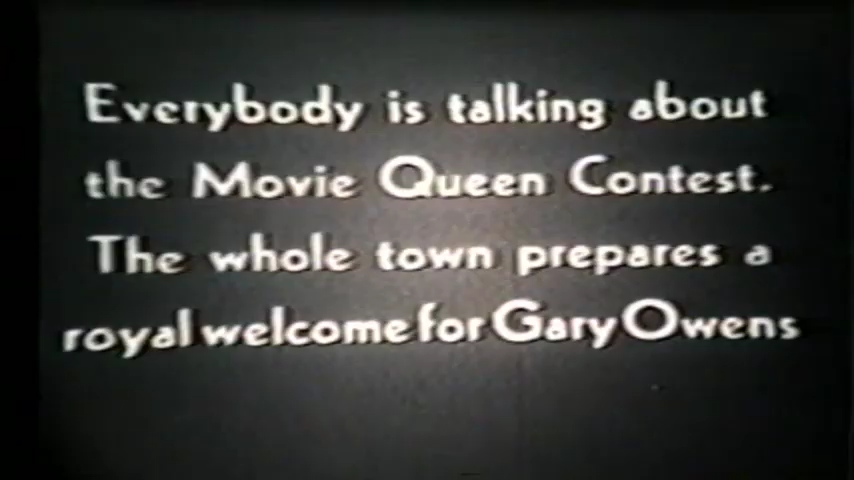 Everybody is talking about
the Movie Queen Contest.
The whole town prepares a
royal welcome for Gary Owens